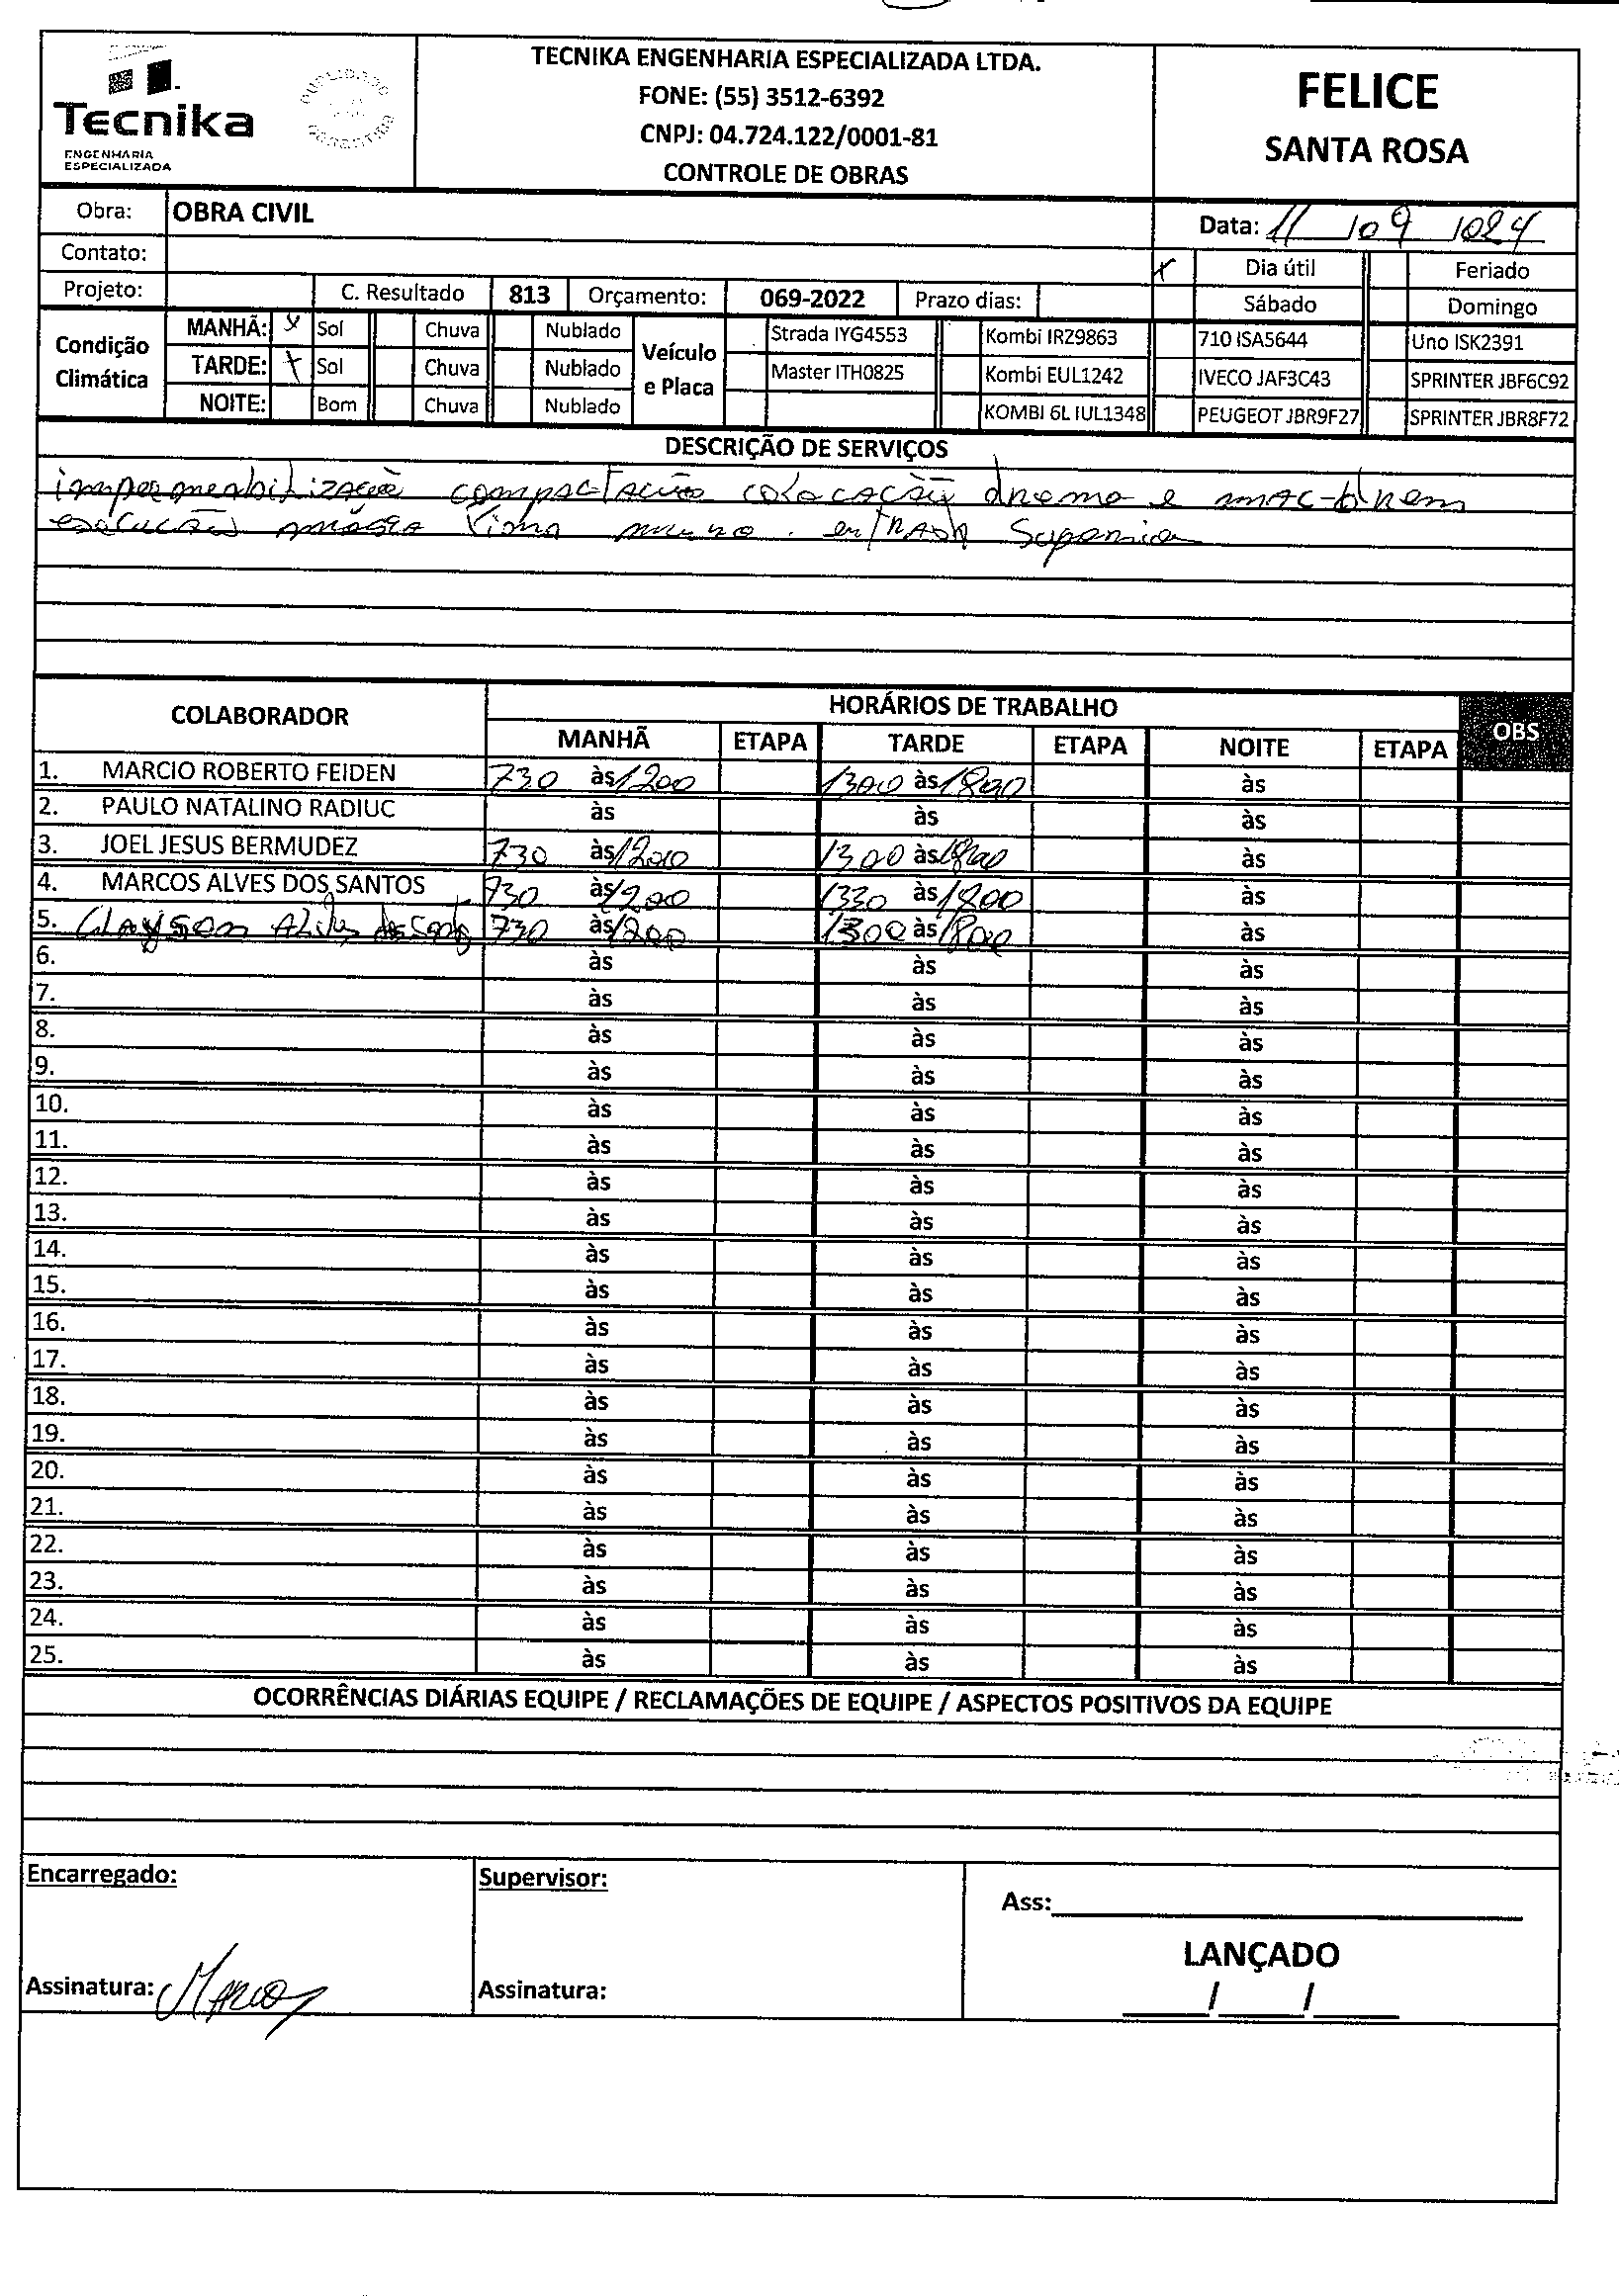 TECNIKA ENGENHARIA ESPECIALIZADA LTDA.
FONE: (55) 3512-6392
CNPJ: 04.724.122/0001-81
CONTROLE DE OBRAS
Tecnika
ENGENHARIA
ESPECIALIZADA
FELICE
SANTA ROSA
Obra: OBRA CIVIL
Data: 11 / 09 / 024
Contato:
x Dia útil Feriado
Projeto: C. Resultado 813 Orçamento: 069-2022 Prazo dias: Sábado Domingo
Condição Climática
MANHÃ: x Sol Chuva Nublado
TARDE: x Sol Chuva Nublado
NOITE: Bom Chuva Nublado
Veículo e Placa
Strada IYG4553 Kombi IRZ9863 710 ISA5644 Uno ISK2391
Master ITH0825 Kombi EUL1242 IVECO JAF3C43 SPRINTER JBF6C92
KOMBI 6L IUL1348 PEUGEOT JBR9F27 SPRINTER JBR8F72
DESCRIÇÃO DE SERVIÇOS
impermeabilização compactação colocação dreno e mac-dren
muro. entrada Superior
COLABORADOR HORÁRIOS DE TRABALHO OBS
MANHÃ ETAPA TARDE ETAPA NOITE ETAPA
1. MARCIO ROBERTO FEIDEN 730 às 1200 1300 às 1800 às
2. PAULO NATALINO RADIUC às às às
3. JOEL JESUS BERMUDEZ 730 às 1200 1300 às 1800 às
4. MARCOS ALVES DOS SANTOS 730 às 1200 1330 às 1800 às
5. Clayson Alves dos Santos 730 às 1200 1300 às 1800 às
6. às às às
7. às às às
8. às às às
9. às às às
10. às às às
11. às às às
12. às às às
13. às às às
14. às às às
15. às às às
16. às às às
17. às às às
18. às às às
19. às às às
20. às às às
21. às às às
22. às às às
23. às às às
24. às às às
25. às às às
OCORRÊNCIAS DIÁRIAS EQUIPE / RECLAMAÇÕES DE EQUIPE / ASPECTOS POSITIVOS DA EQUIPE
Encarregado:
Assinatura: Marcio
Supervisor:
Assinatura:
Ass:
LANÇADO
/ /